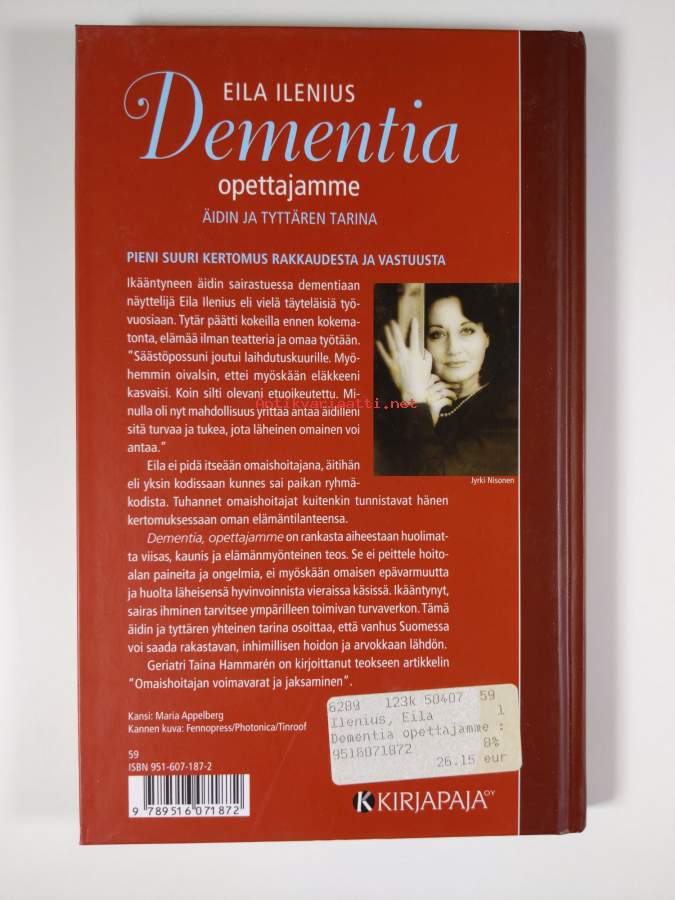 EILA ILENIUS
Dementia
opettajamme
ÄIDIN JA TYTTÄREN TARINA
PIENI SUURI KERTOMUS RAKKAUDESTA JA VASTUUSTA
Ikääntyneen äidin sairastuessa dementiaan
näyttelijä Eila Ilenius eli vielä täyteläisiä työ-
vuosiaan. Tytär päätti kokeilla ennen kokema-
tonta, elämää ilman teatteria ja omaa työtään.
”Säästöpossuni joutui laihdutuskuurille. Myö-
hemmin oivalsin, ettei myöskään eläkkeeni
kasvaisi. Koin silti olevani etuoikeutettu. Mi-
nulla oli nyt mahdollisuus yrittää antaa äidilleni
sitä turvaa ja tukea, jota läheinen omainen voi
antaa.”
Eila ei pidä itseään omaishoitajana, äitihän
eli yksin kodissaan kunnes sai paikan ryhmä-
kodista. Tuhannet omaishoitajat kuitenkin tunnistavat hänen
kertomuksessaan oman elämäntilanteensa.
Dementia, opettajamme on rankasta aiheestaan huolimat-
ta viisas, kaunis ja elämänmyönteinen teos. Se ei peittele hoito-
alan paineita ja ongelmia, ei myöskään omaisen epävarmuutta
ja huolta läheisensä hyvinvoinnista vieraissa käsissä. Ikääntynyt,
sairas ihminen tarvitsee ympärilleen toimivan turvaverkon. Tämä
äidin ja tyttären yhteinen tarina osoittaa, että vanhus Suomessa
voi saada rakastavan, inhimillisen hoidon ja arvokkaan lähdön.
Geriatri Taina Hammarén on kirjoittanut teokseen artikkelin
”Omaishoitajan voimavarat ja jaksaminen”.
Jyrki Nisonen
Antikvariaatti.net
Kansi: Maria Appelberg
Kannen kuva: Fennopress/Photonica/Tinroof
6289 123k 50407 59
Ilenius, Eila 1
Dementia opettajamme :
9516071872 8%
26.15 eur
59
ISBN 951-607-187-2
9 789516 071872
KIRJAPAJA OY